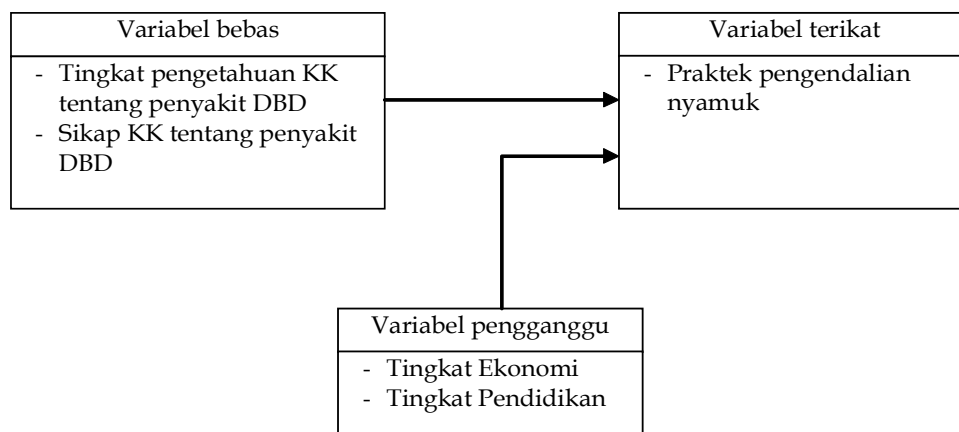 Variabel bebas
- Tingkat pengetahuan KK
tentang penyakit DBD
- Sikap KK tentang penyakit
DBD
Variabel terikat
- Praktek pengendalian
nyamuk
Variabel pengganggu
- Tingkat Ekonomi
- Tingkat Pendidikan